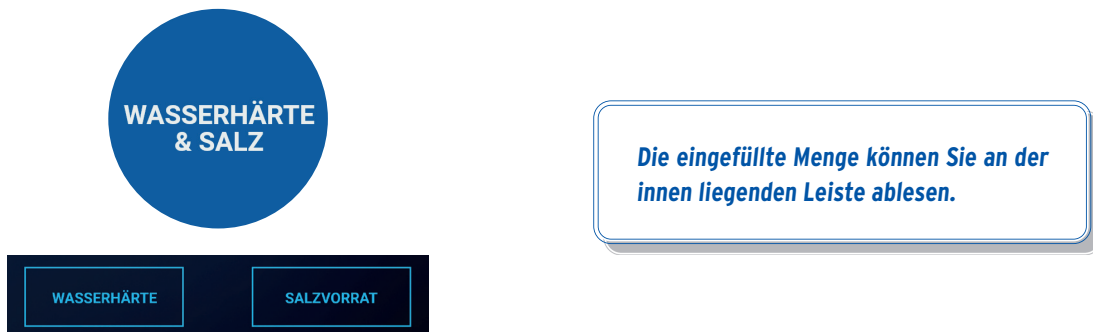 WASSERHÄRTE
& SALZ
WASSERHÄRTE
SALZVORRAT
Die eingefüllte Menge können Sie an der
innen liegenden Leiste ablesen.